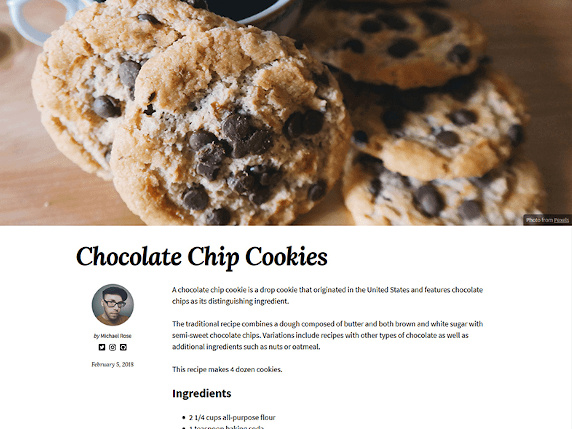 Photo from Pexels
Chocolate Chip Cookies
by Michael Rose
February 5, 2018
A chocolate chip cookie is a drop cookie that originated in the United States and features chocolate
chips as its distinguishing ingredient.
The traditional recipe combines a dough composed of butter and both brown and white sugar with
semi-sweet chocolate chips. Variations include recipes with other types of chocolate as well as
additional ingredients such as nuts or oatmeal.
This recipe makes 4 dozen cookies.
Ingredients
2 1/4 cups all-purpose flour
1 teaspoon baking soda